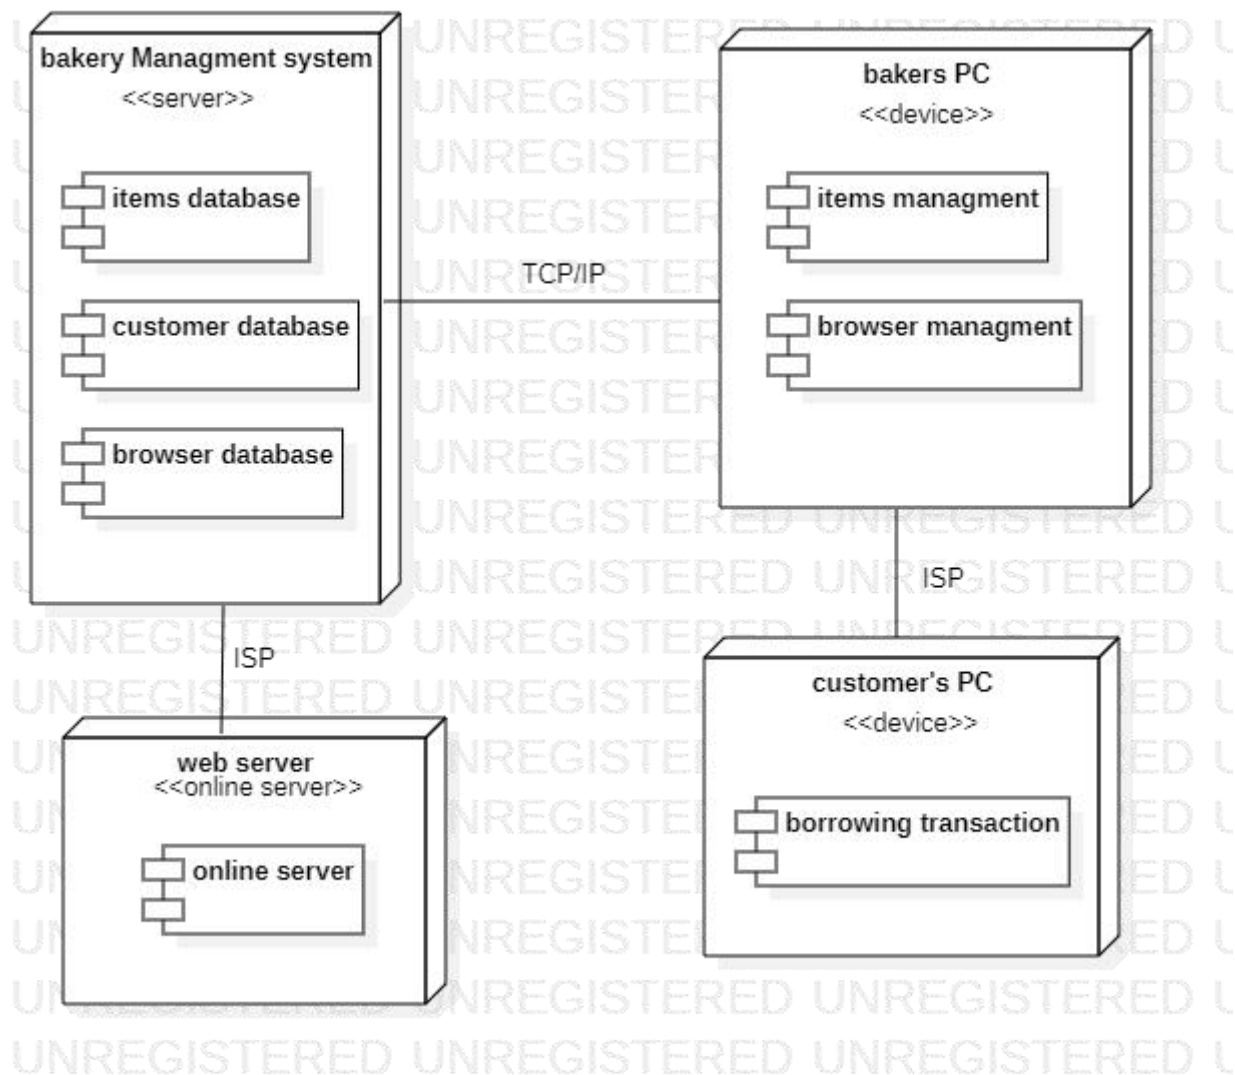 bakery Managment system
<<server>>
items database
customer database
browser database
TCP/IP
bakers PC
<<device>>
items managment
browser managment
ISP
ISP
web server
<<online server>>
online server
customer's PC
<<device>>
borrowing transaction
UNREGISTERED